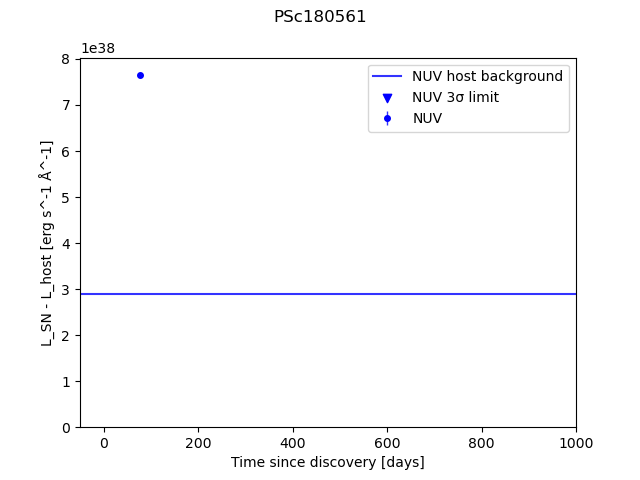 PSc180561
1e38
8
7
6
5
4
3
2
1
0
L_SN - L_host [erg s^-1 Å^-1]
NUV host background
NUV 3σ limit
NUV
0 200 400 600 800 1000
Time since discovery [days]